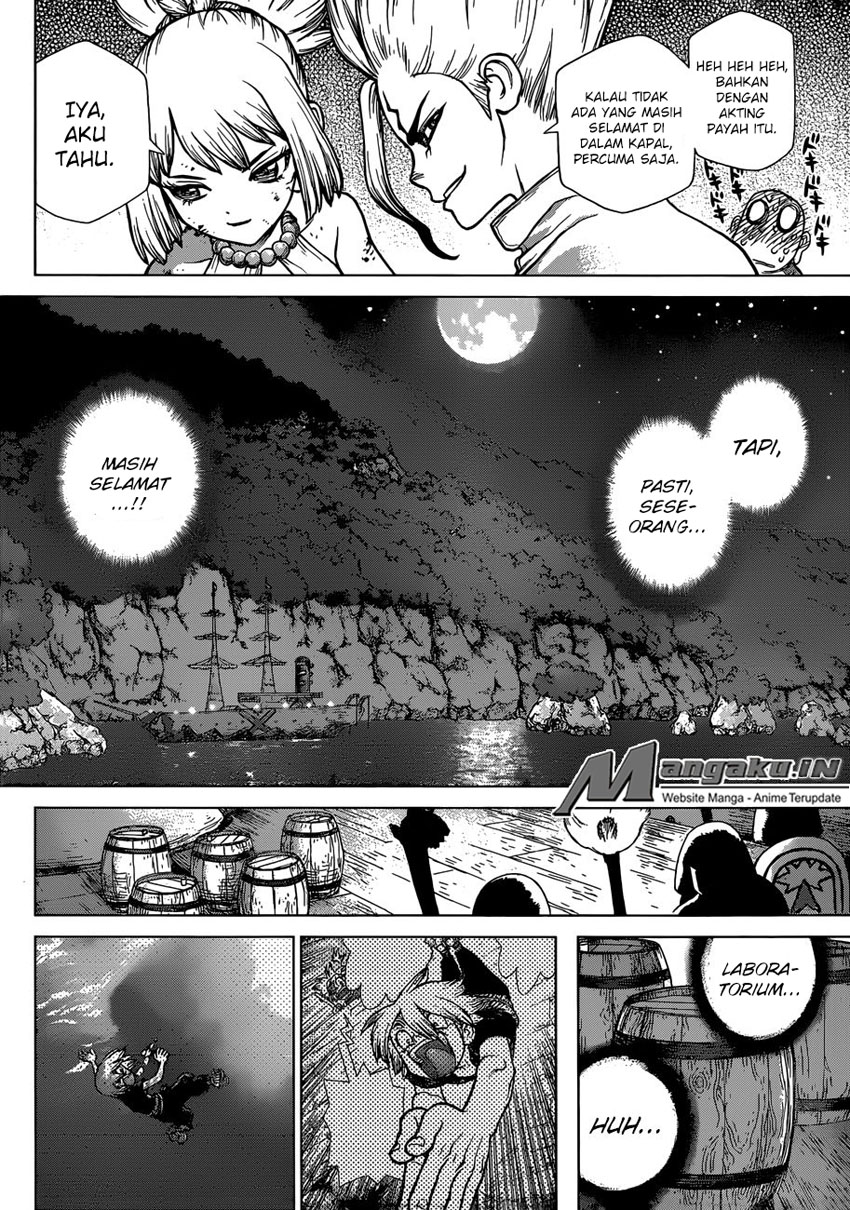 HEH HEH HEH,
BAHKAN
DENGAN
AKTING
PAYAH ITU.
KALAU TIDAK
ADA YANG MASIH
SELAMAT DI
DALAM KAPAL,
PERCUMA SAJA.
IYA,
AKU
TAHU.
ドキドキ
ドキドキ
TAPI,
PASTI,
SESE-
ORANG...
MASIH
SELAMAT
...!!
Mangaku.IN
Website Manga - Anime Terupdate
LABORA-
TORIUM...
HUH...